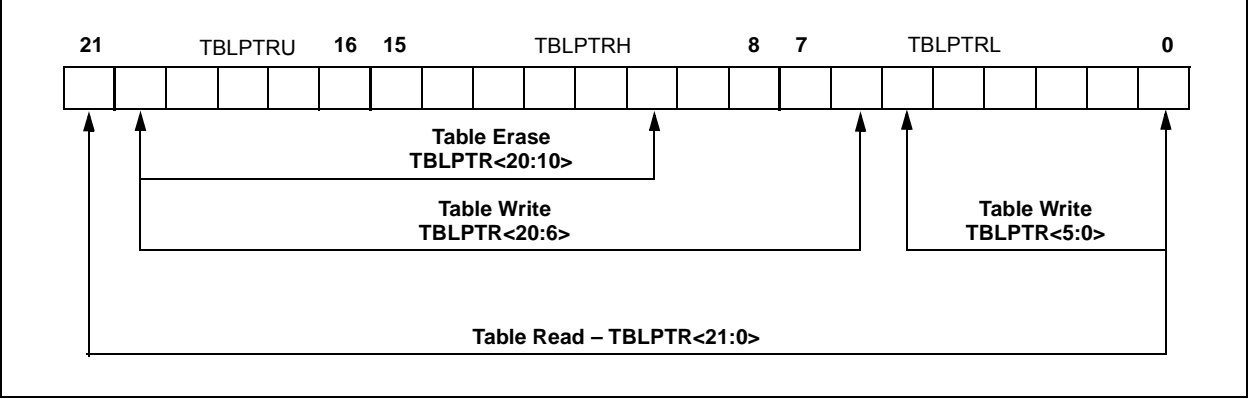 21 TBLPTRU 16 15 TBLPTRH 8 7 TBLPTRL 0
Table Erase
TBLPTR<20:10>
Table Write
TBLPTR<20:6>
Table Write
TBLPTR<5:0>
Table Read – TBLPTR<21:0>